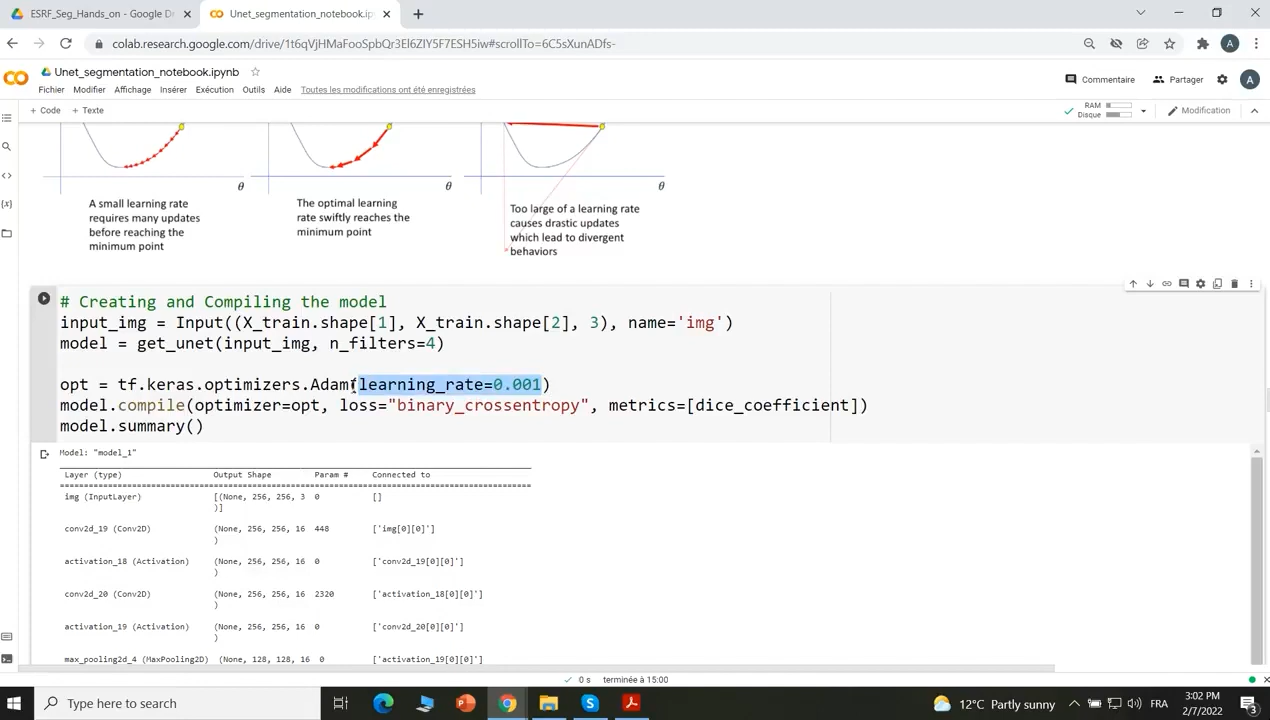 ESRF_Seg_Hands_on - Google D
Unet_segmentation_notebook.ipyn
colab.research.google.com/drive/1t6qVjHMaFooSpbQr3El6ZIY5F7ESH5iw#scrollTo=6C5sXunADfs-
A
Unet_segmentation_notebook.ipynb
Commentaire
Partager
A
Fichier Modifier Affichage Insérer Exécution Outils Aide Toutes les modifications ont été enregistrées
+ Code + Texte
RAM
Disque
Modification
θ
θ
θ
A small learning rate
requires many updates
before reaching the
minimum point
The optimal learning
rate swiftly reaches the
minimum point
Too large of a learning rate
causes drastic updates
which lead to divergent
behaviors
# Creating and Compiling the model
input_img = Input((X_train.shape[1], X_train.shape[2], 3), name='img')
model = get_unet(input_img, n_filters=4)
opt = tf.keras.optimizers.Adam(learning_rate=0.001)
model.compile(optimizer=opt, loss="binary_crossentropy", metrics=[dice_coefficient])
model.summary()
Model: "model_1"
Layer (type) Output Shape Param # Connected to
img (InputLayer) [(None, 256, 256, 3 0 []
)]
conv2d_19 (Conv2D) (None, 256, 256, 16 448 ['img[0][0]']
)
activation_18 (Activation) (None, 256, 256, 16 0 ['conv2d_19[0][0]']
)
conv2d_20 (Conv2D) (None, 256, 256, 16 2320 ['activation_18[0][0]']
)
activation_19 (Activation) (None, 256, 256, 16 0 ['conv2d_20[0][0]']
)
max_pooling2d_4 (MaxPooling2D) (None, 128, 128, 16 0 ['activation_19[0][0]']
0 s terminée à 15:00
Type here to search
12°C Partly sunny
FRA
3:02 PM
2/7/2022
3